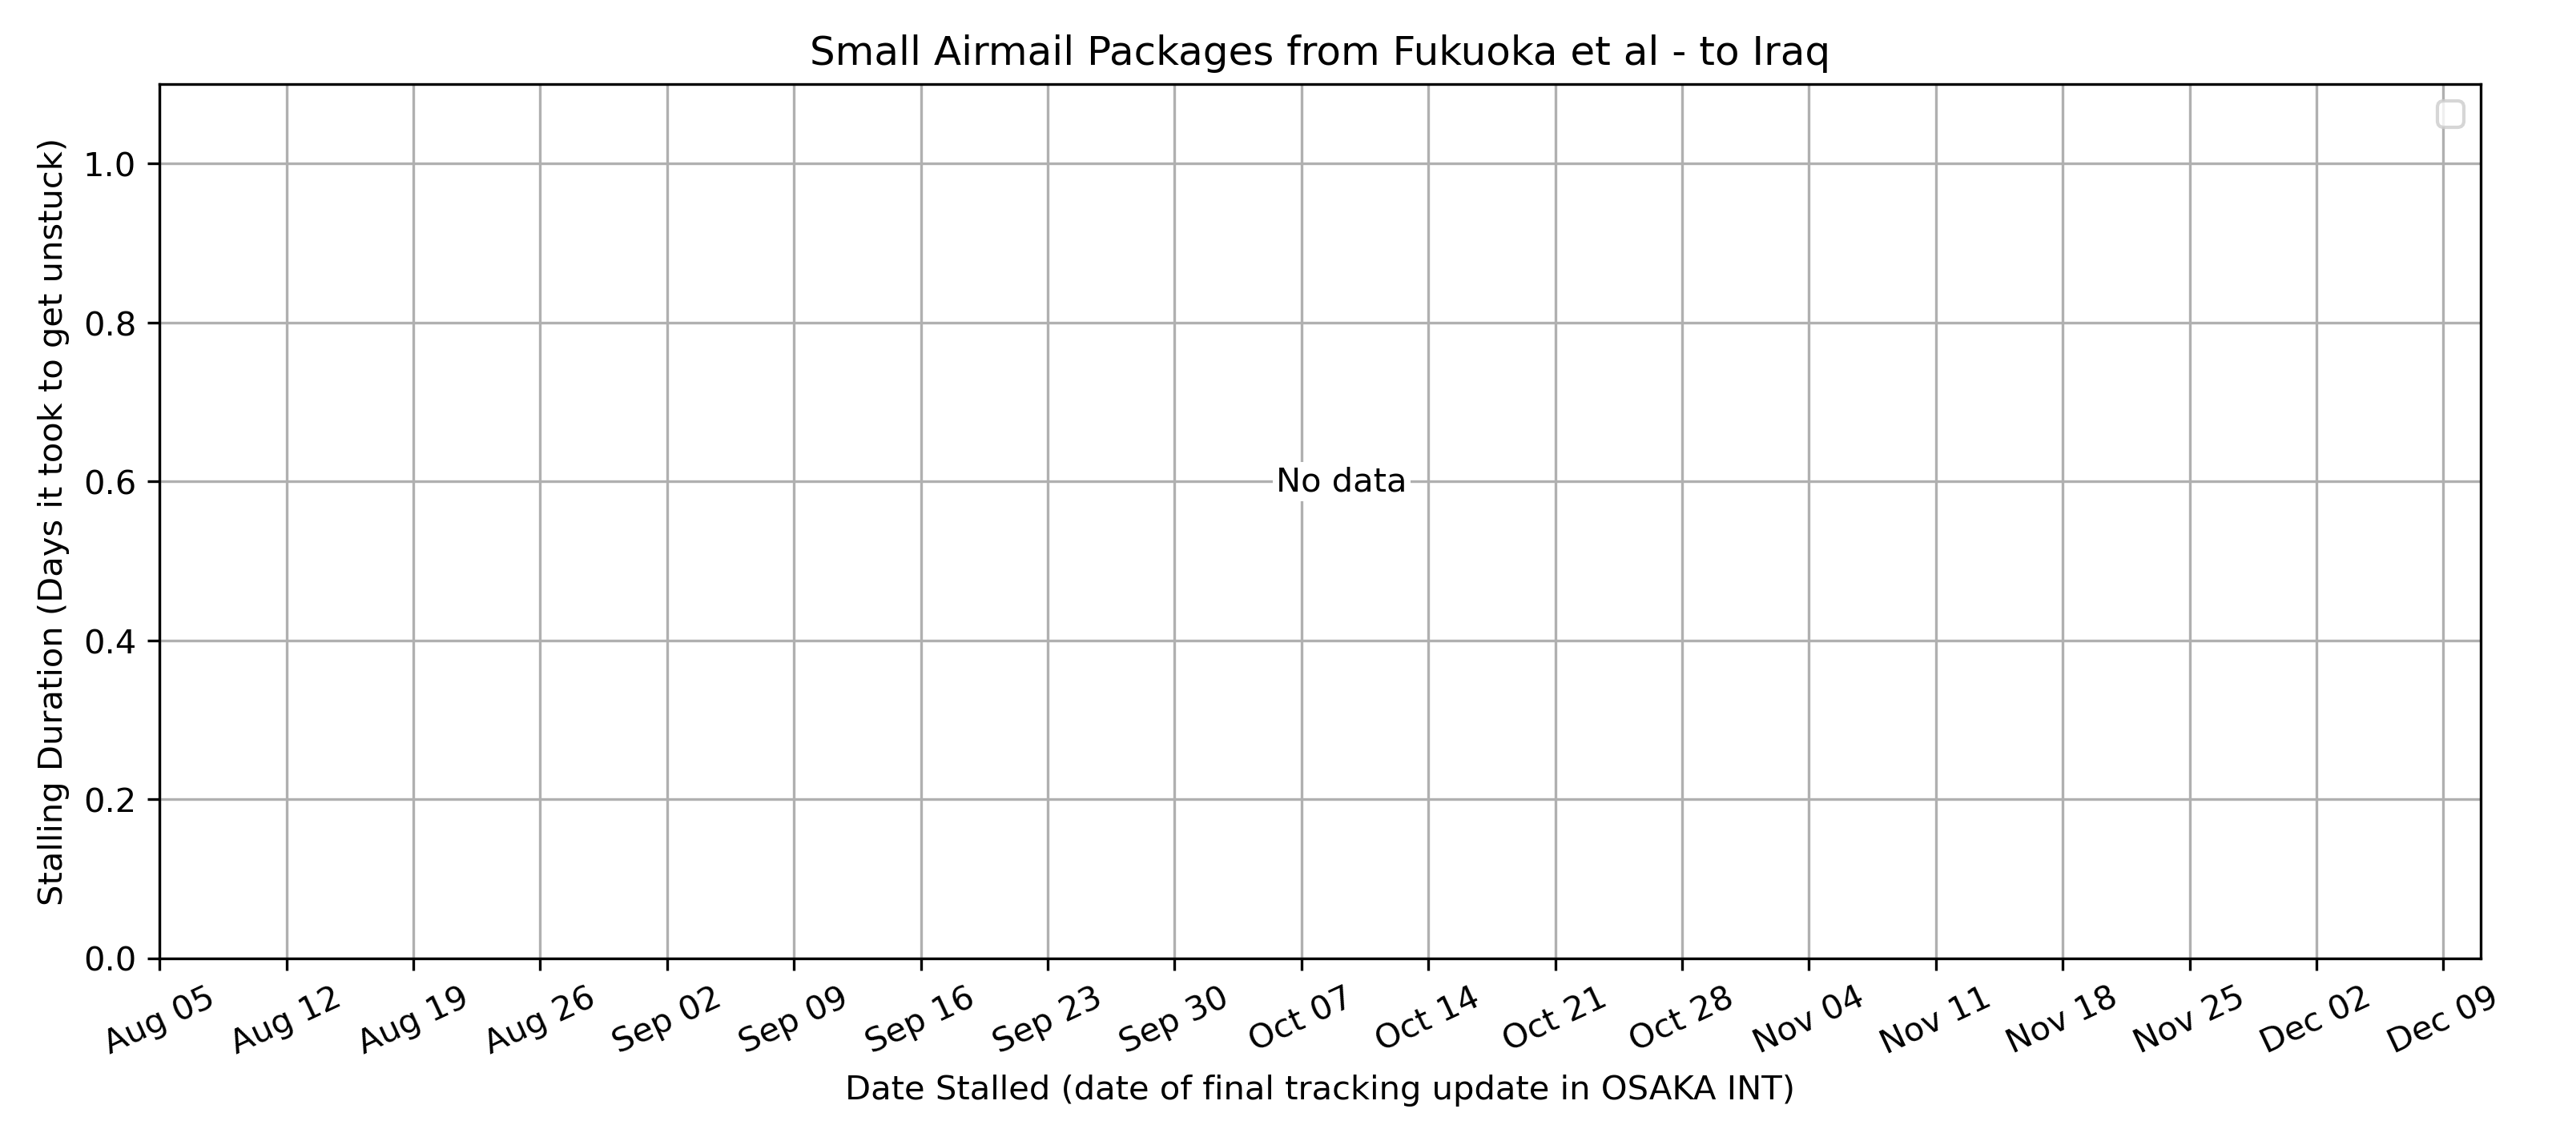 Small Airmail Packages from Fukuoka et al - to Iraq
Stalling Duration (Days it took to get unstuck)
1.0
0.8
0.6
0.4
0.2
0.0
No data
Aug 05
Aug 12
Aug 19
Aug 26
Sep 02
Sep 09
Sep 16
Sep 23
Sep 30
Oct 07
Oct 14
Oct 21
Oct 28
Nov 04
Nov 11
Nov 18
Nov 25
Dec 02
Dec 09
Date Stalled (date of final tracking update in OSAKA INT)